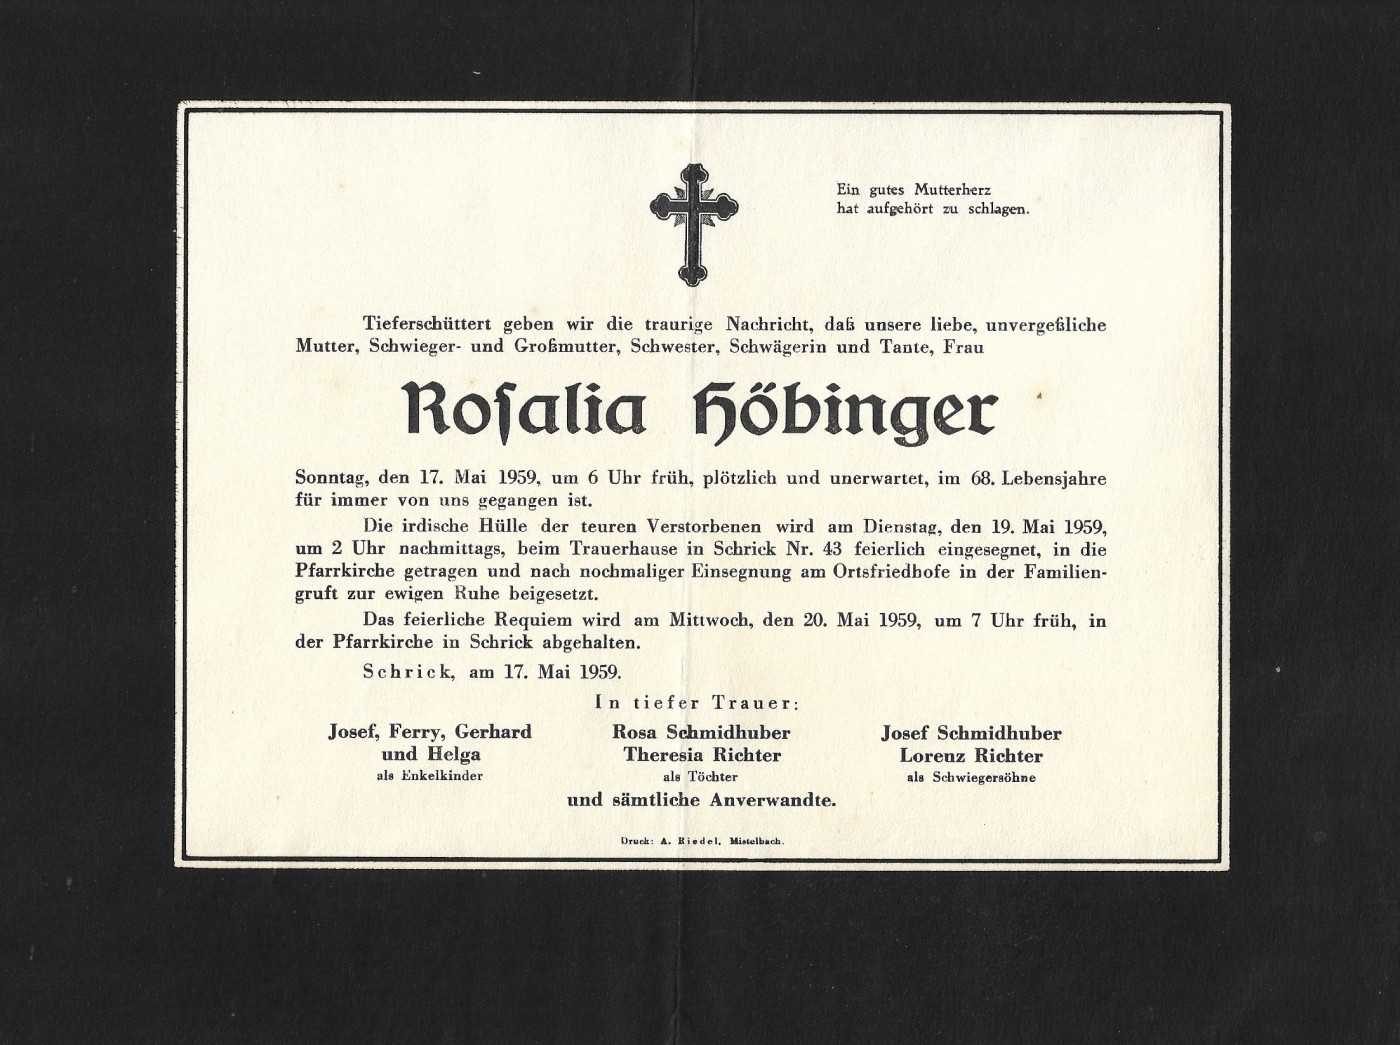 Ein gutes Mutterherz
hat aufgehört zu schlagen.
Tieferschüttert geben wir die traurige Nachricht, daß unsere liebe, unvergeßliche
Mutter, Schwieger- und Großmutter, Schwester, Schwägerin und Tante, Frau
Roſalia Höbinger
Sonntag, den 17. Mai 1959, um 6 Uhr früh, plötzlich und unerwartet, im 68. Lebensjahre
für immer von uns gegangen ist.
Die irdische Hülle der teuren Verstorbenen wird am Dienstag, den 19. Mai 1959,
um 2 Uhr nachmittags, beim Trauerhause in Schrick Nr. 43 feierlich eingesegnet, in die
Pfarrkirche getragen und nach nochmaliger Einsegnung am Ortsfriedhofe in der Familien-
gruft zur ewigen Ruhe beigesetzt.
Das feierliche Requiem wird am Mittwoch, den 20. Mai 1959, um 7 Uhr früh, in
der Pfarrkirche in Schrick abgehalten.
Schrick, am 17. Mai 1959.
In tiefer Trauer:
Josef, Ferry, Gerhard
und Helga
als Enkelkinder
Rosa Schmidhuber
Theresia Richter
als Töchter
Josef Schmidhuber
Lorenz Richter
als Schwiegersöhne
und sämtliche Anverwandte.
Druck: A. Riedel, Mistelbach.